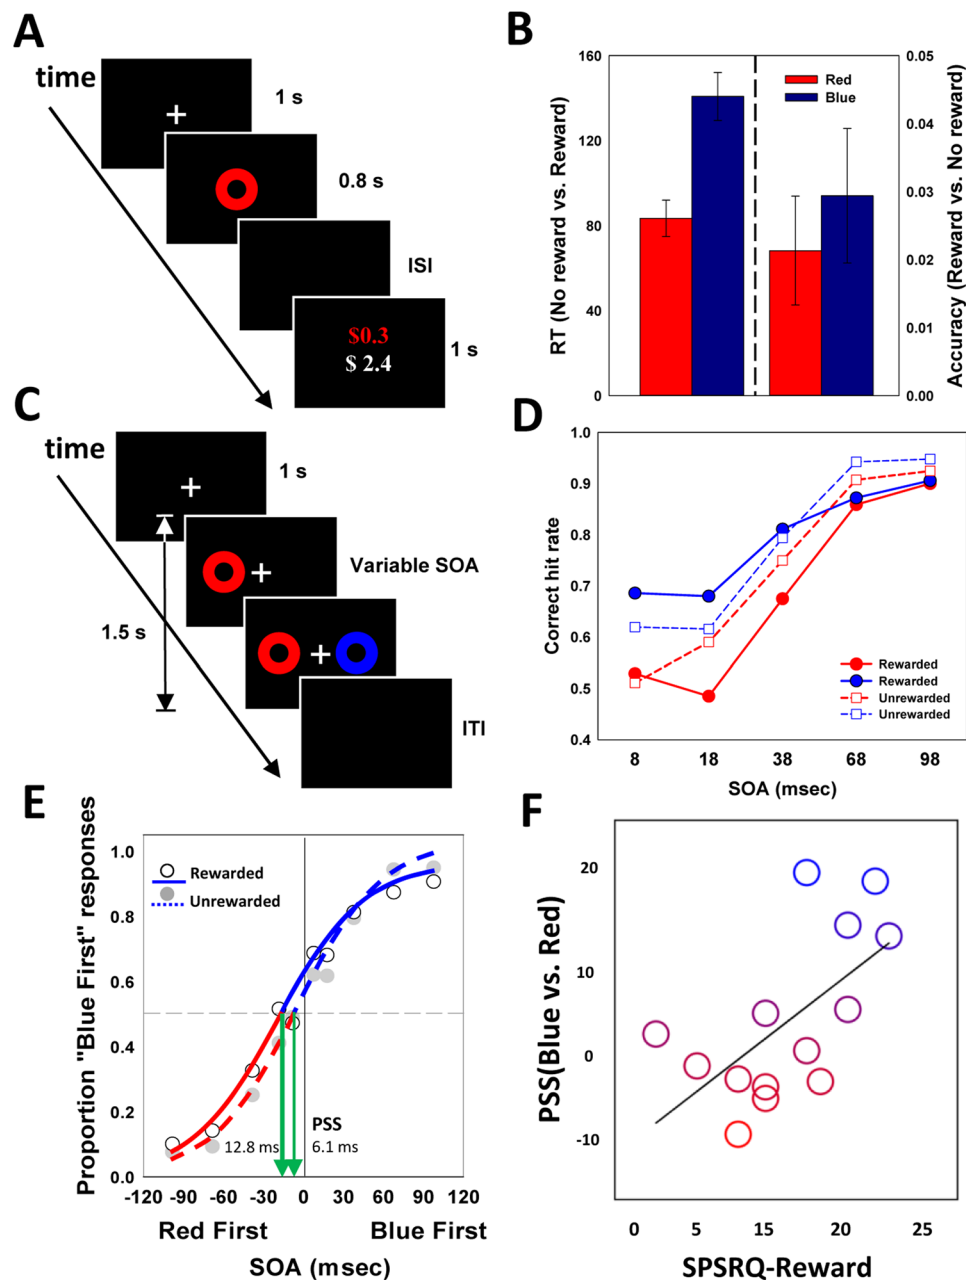 A
time
1 s
0.8 s
ISI
$0.3
$ 2.4
1 s
B
RT (No reward vs. Reward)
160
120
80
40
0
Red
Blue
0.05
0.04
0.03
0.02
0.01
0.00
Accuracy (Reward vs. No reward)
C
time
1 s
Variable SOA
1.5 s
ITI
D
Correct hit rate
1.0
0.9
0.8
0.7
0.6
0.5
0.4
Rewarded
Rewarded
Unrewarded
Unrewarded
8 18 38 68 98
SOA (msec)
E
Proportion "Blue First" responses
1.0
0.8
0.6
0.4
0.2
0.0
Rewarded
Unrewarded
PSS
12.8 ms
6.1 ms
-120 -90 -60 -30 0 30 60 90 120
Red First Blue First
SOA (msec)
F
PSS(Blue vs. Red)
20
10
0
-10
0 5 15 20 25
SPSRQ-Reward